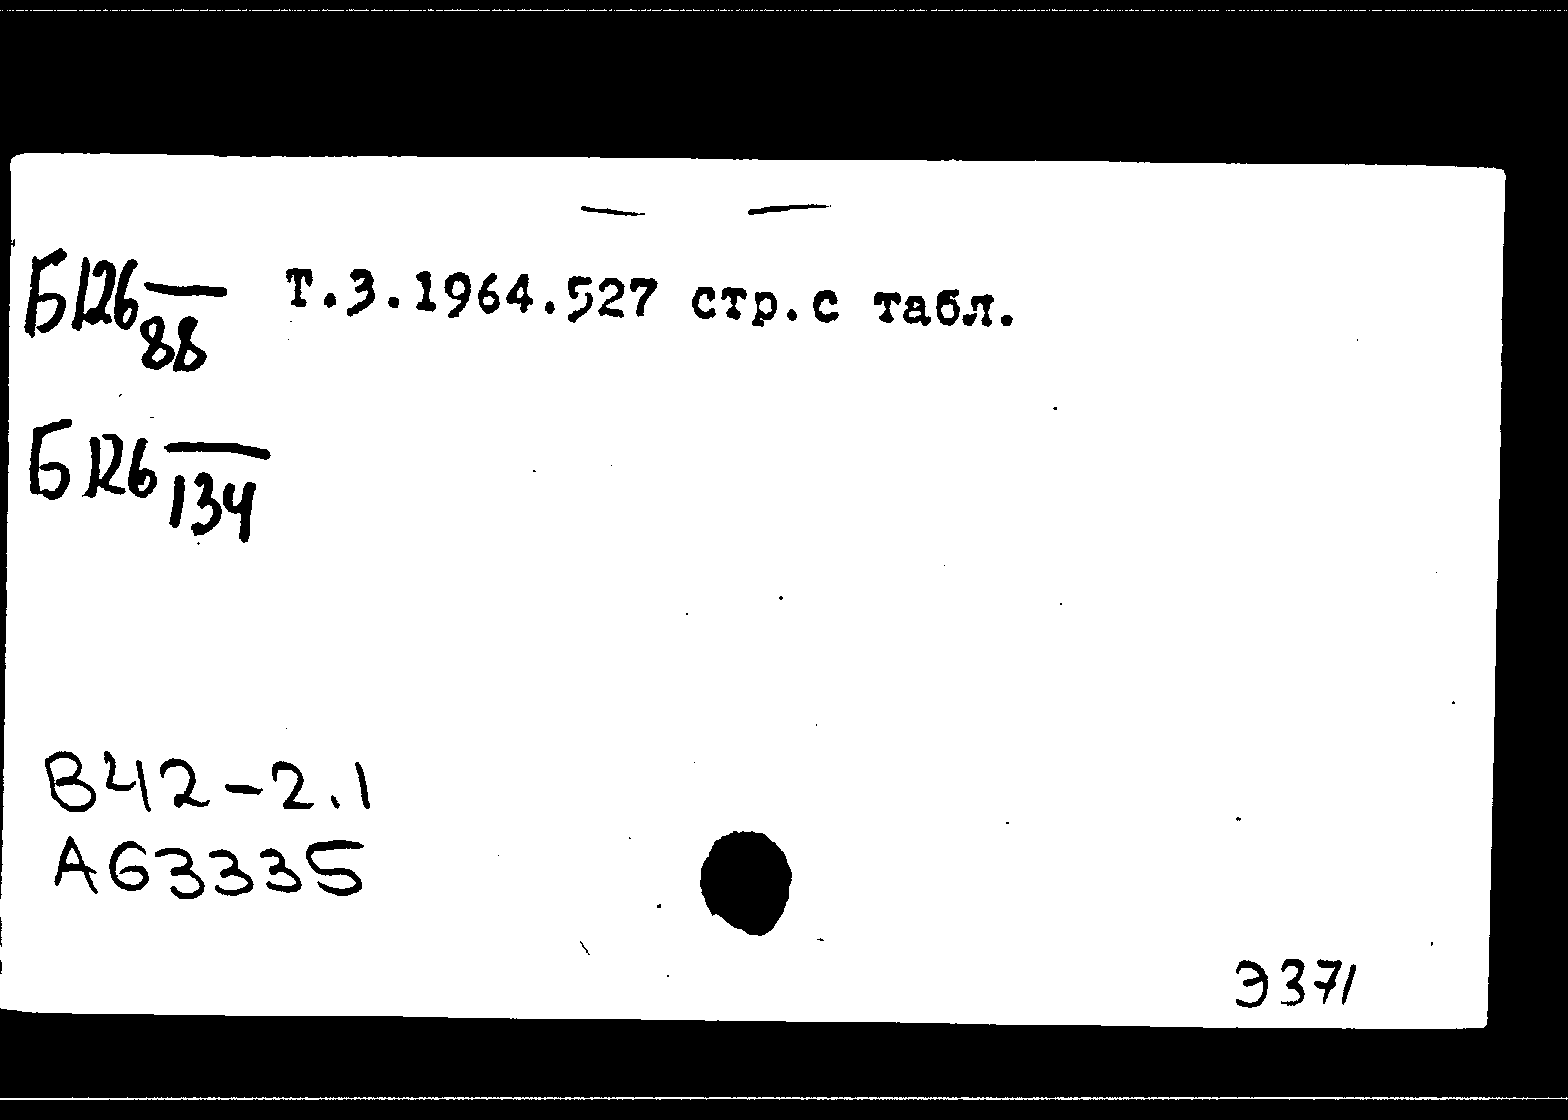 — —
Б126 — Т.3.1964.527 стр.с табл.
88
Б126 —
134
В42-2.1
А63335
Э371